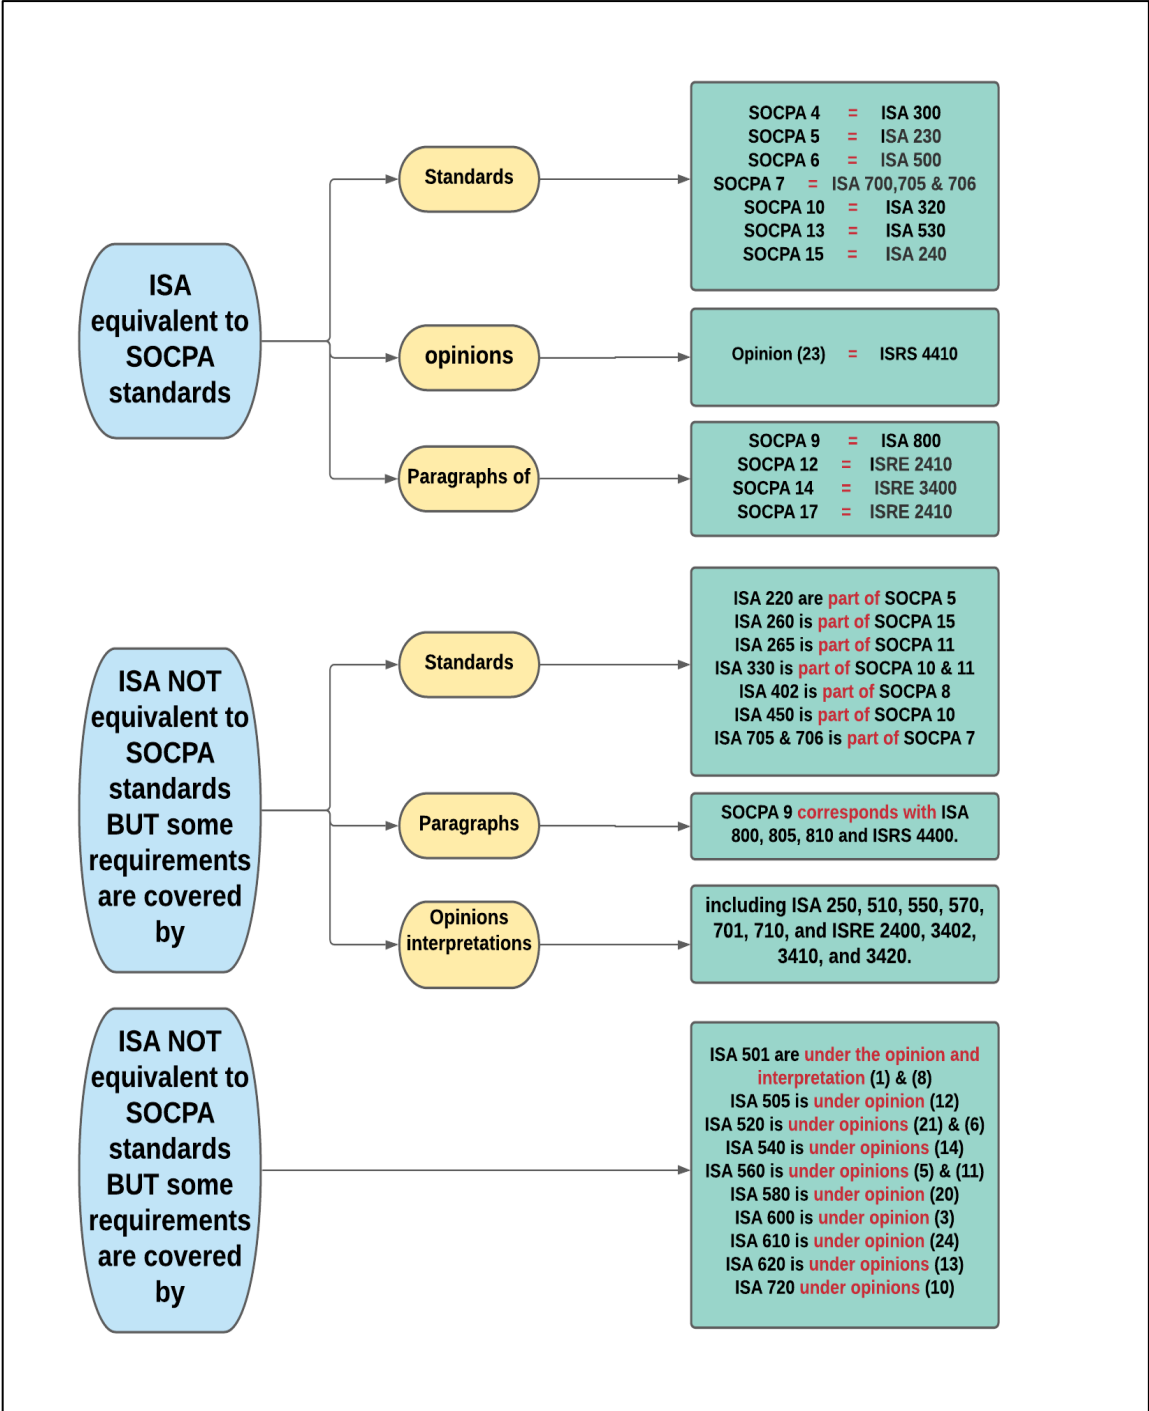 ISA
equivalent to
SOCPA
standards
Standards
SOCPA 4 = ISA 300
SOCPA 5 = ISA 230
SOCPA 6 = ISA 500
SOCPA 7 = ISA 700,705 & 706
SOCPA 10 = ISA 320
SOCPA 13 = ISA 530
SOCPA 15 = ISA 240
opinions
Opinion (23) = ISRS 4410
Paragraphs of
SOCPA 9 = ISA 800
SOCPA 12 = ISRE 2410
SOCPA 14 = ISRE 3400
SOCPA 17 = ISRE 2410
ISA NOT
equivalent to
SOCPA
standards
BUT some
requirements
are covered
by
Standards
ISA 220 are part of SOCPA 5
ISA 260 is part of SOCPA 15
ISA 265 is part of SOCPA 11
ISA 330 is part of SOCPA 10 & 11
ISA 402 is part of SOCPA 8
ISA 450 is part of SOCPA 10
ISA 705 & 706 is part of SOCPA 7
Paragraphs
SOCPA 9 corresponds with ISA
800, 805, 810 and ISRS 4400.
Opinions
interpretations
including ISA 250, 510, 550, 570,
701, 710, and ISRE 2400, 3402,
3410, and 3420.
ISA NOT
equivalent to
SOCPA
standards
BUT some
requirements
are covered
by
ISA 501 are under the opinion and
interpretation (1) & (8)
ISA 505 is under opinion (12)
ISA 520 is under opinions (21) & (6)
ISA 540 is under opinions (14)
ISA 560 is under opinions (5) & (11)
ISA 580 is under opinion (20)
ISA 600 is under opinion (3)
ISA 610 is under opinion (24)
ISA 620 is under opinions (13)
ISA 720 under opinions (10)